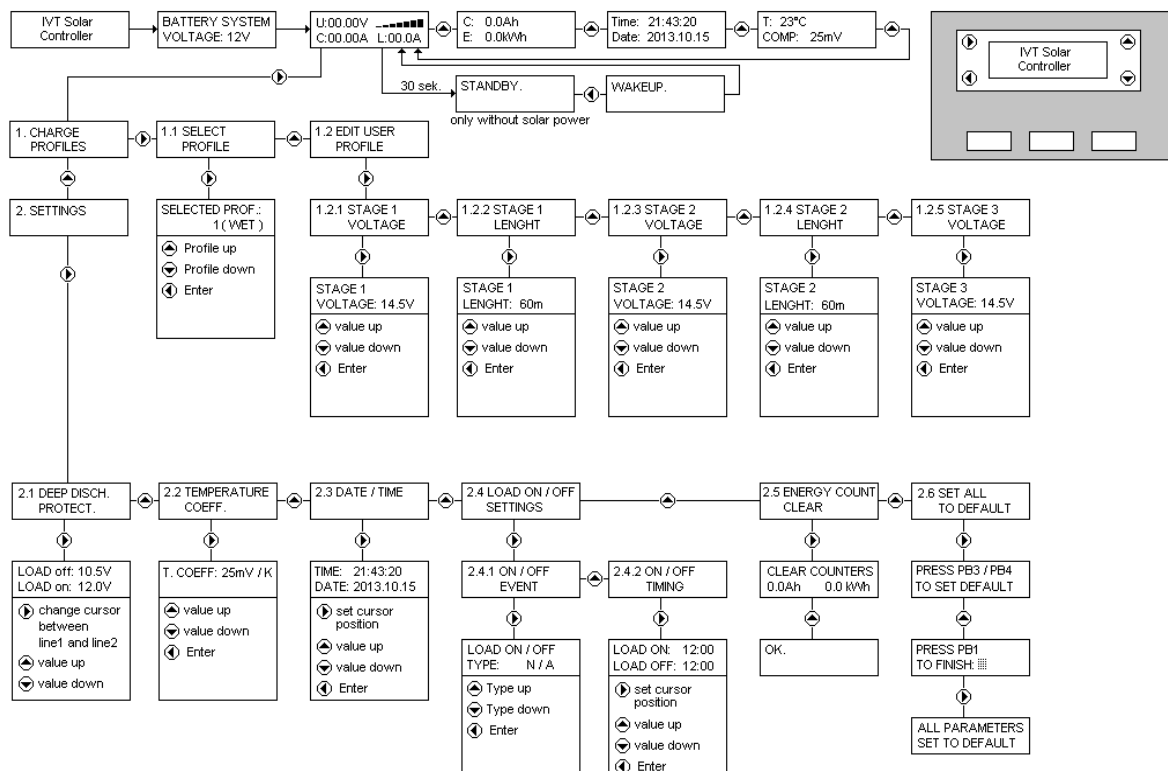 IVT Solar
Controller
BATTERY SYSTEM
VOLTAGE: 12V
U:00.00V
C:00.00A L:00.0A
C: 0.0Ah
E: 0.0kWh
Time: 21:43:20
Date: 2013.10.15
T: 23°C
COMP: 25mV
IVT Solar
Controller
30 sek.
STANDBY.
WAKEUP.
only without solar power
1. CHARGE
PROFILES
1.1 SELECT
PROFILE
1.2 EDIT USER
PROFILE
2. SETTINGS
SELECTED PROF.:
1 ( WET )
Profile up
Profile down
Enter
1.2.1 STAGE 1
VOLTAGE
1.2.2 STAGE 1
LENGHT
1.2.3 STAGE 2
VOLTAGE
1.2.4 STAGE 2
LENGHT
1.2.5 STAGE 3
VOLTAGE
STAGE 1
VOLTAGE: 14.5V
value up
value down
Enter
STAGE 1
LENGHT: 60m
value up
value down
Enter
STAGE 2
VOLTAGE: 14.5V
value up
value down
Enter
STAGE 2
LENGHT: 60m
value up
value down
Enter
STAGE 3
VOLTAGE: 14.5V
value up
value down
Enter
2.1 DEEP DISCH.
PROTECT.
2.2 TEMPERATURE
COEFF.
2.3 DATE / TIME
2.4 LOAD ON / OFF
SETTINGS
2.5 ENERGY COUNT
CLEAR
2.6 SET ALL
TO DEFAULT
LOAD off: 10.5V
LOAD on: 12.0V
change cursor
between
line1 and line2
value up
value down
T. COEFF: 25mV / K
value up
value down
Enter
TIME: 21:43:20
DATE: 2013.10.15
set cursor
position
value up
value down
Enter
2.4.1 ON / OFF
EVENT
2.4.2 ON / OFF
TIMING
LOAD ON / OFF
TYPE: N / A
Type up
Type down
Enter
LOAD ON: 12:00
LOAD OFF: 12:00
set cursor
position
value up
value down
Enter
CLEAR COUNTERS
0.0Ah 0.0 kWh
OK.
PRESS PB3 / PB4
TO SET DEFAULT
PRESS PB1
TO FINISH:
ALL PARAMETERS
SET TO DEFAULT